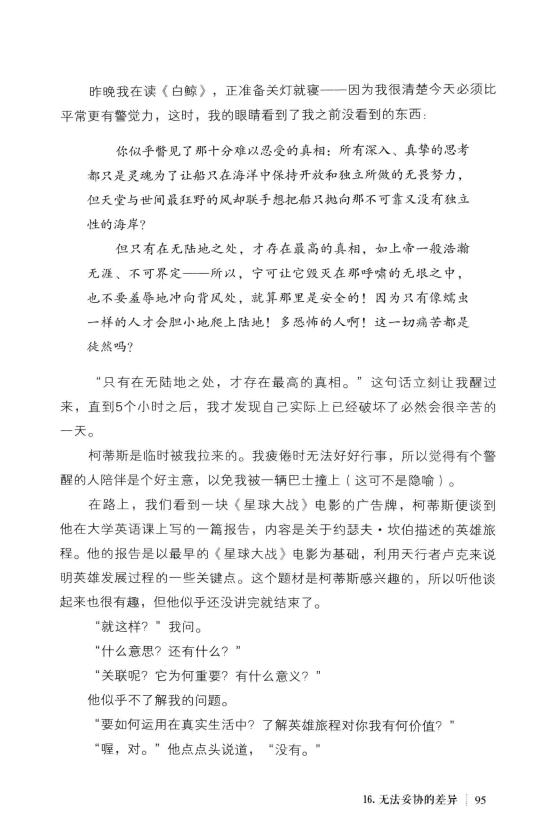 昨晚我在读《白鲸》，正准备关灯就寝——因为我很清楚今天必须比
平常更有警觉力，这时，我的眼睛看到了我之前没看到的东西：
你似乎瞥见了那十分难以忍受的真相：所有深入、真挚的思考
都只是灵魂为了让船只在海洋中保持开放和独立所做的无畏努力，
但天堂与世间最狂野的风却联手想把船只抛向那不可靠又没有独立
性的海岸？
但只有在无陆地之处，才存在最高的真相，如上帝一般浩瀚
无涯、不可界定——所以，宁可让它毁灭在那呼啸的无垠之中，
也不要羞辱地冲向背风处，就算那里是安全的！因为只有像蠕虫
一样的人才会胆小地爬上陆地！多恐怖的人啊！这一切痛苦都是
徒然吗？
“只有在无陆地之处，才存在最高的真相。”这句话立刻让我醒过
来，直到5个小时之后，我才发现自己实际上已经破坏了必然会很辛苦的
一天。
柯蒂斯是临时被我拉来的。我疲倦时无法好好行事，所以觉得有个警
醒的人陪伴是个好主意，以免我被一辆巴士撞上（这可不是隐喻）。
在路上，我们看到一块《星球大战》电影的广告牌，柯蒂斯便谈到
他在大学英语课上写的一篇报告，内容是关于约瑟夫·坎伯描述的英雄旅
程。他的报告是以最早的《星球大战》电影为基础，利用天行者卢克来说
明英雄发展过程的一些关键点。这个题材是柯蒂斯感兴趣的，所以听他谈
起来也很有趣，但他似乎还没讲完就结束了。
“就这样？”我问。
“什么意思？还有什么？”
“关联呢？它为何重要？有什么意义？”
他似乎不了解我的问题。
“要如何运用在真实生活中？了解英雄旅程对你我有何价值？”
“喔，对。”他点点头说道，“没有。”
16. 无法妥协的差异 95